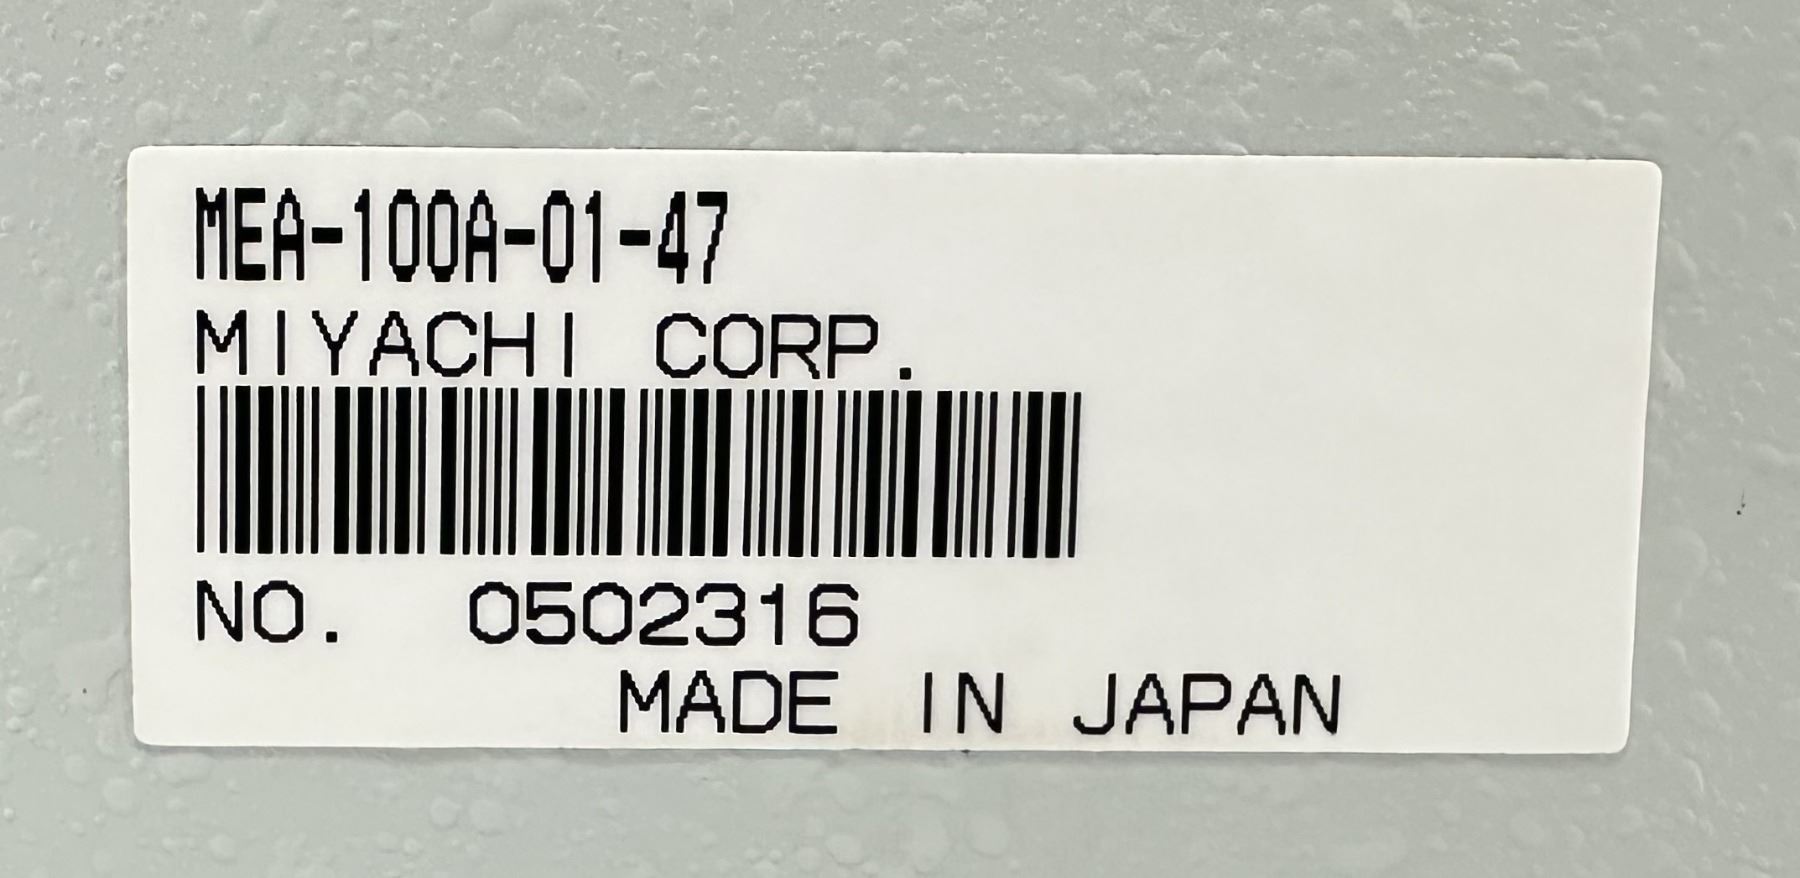 MEA-100A-01-47
MIYACHI CORP.
NO. 0502316
MADE IN JAPAN